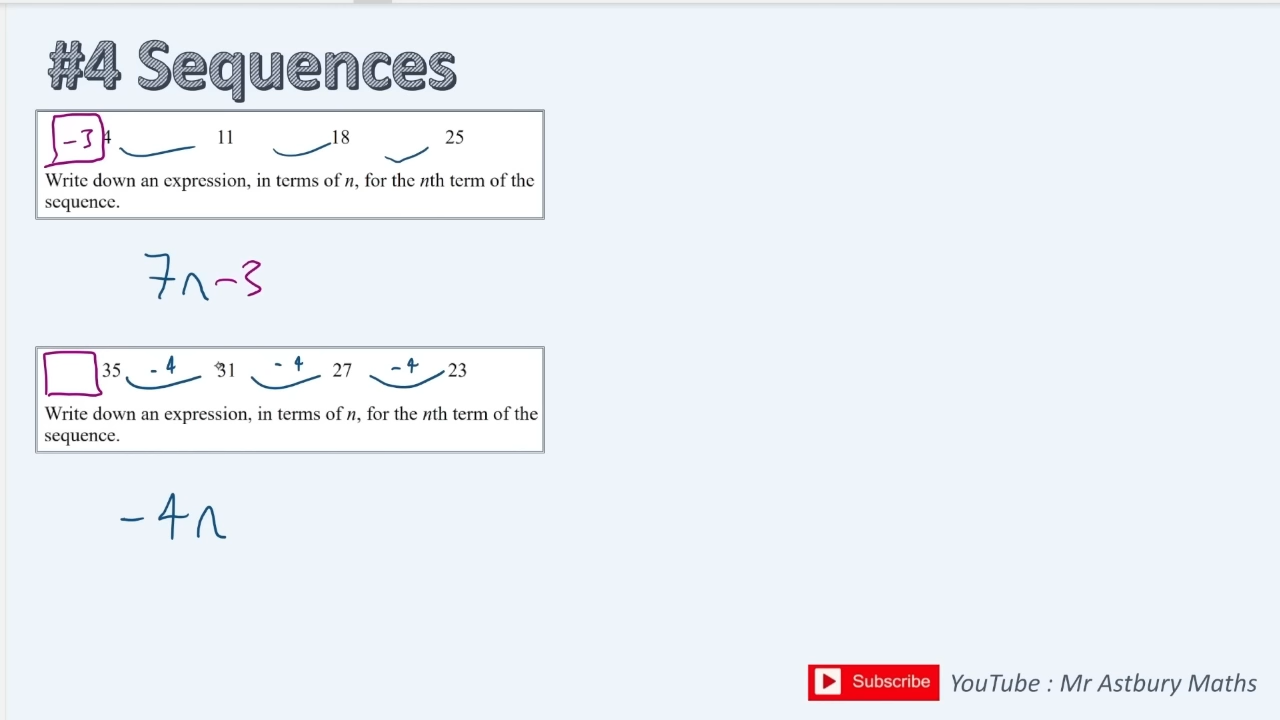 #4 Sequences
-3 4 11 18 25
Write down an expression, in terms of n, for the nth term of the
sequence.
7n-3
35 -4 31 -4 27 -4 23
Write down an expression, in terms of n, for the nth term of the
sequence.
-4n
Subscribe YouTube : Mr Astbury Maths